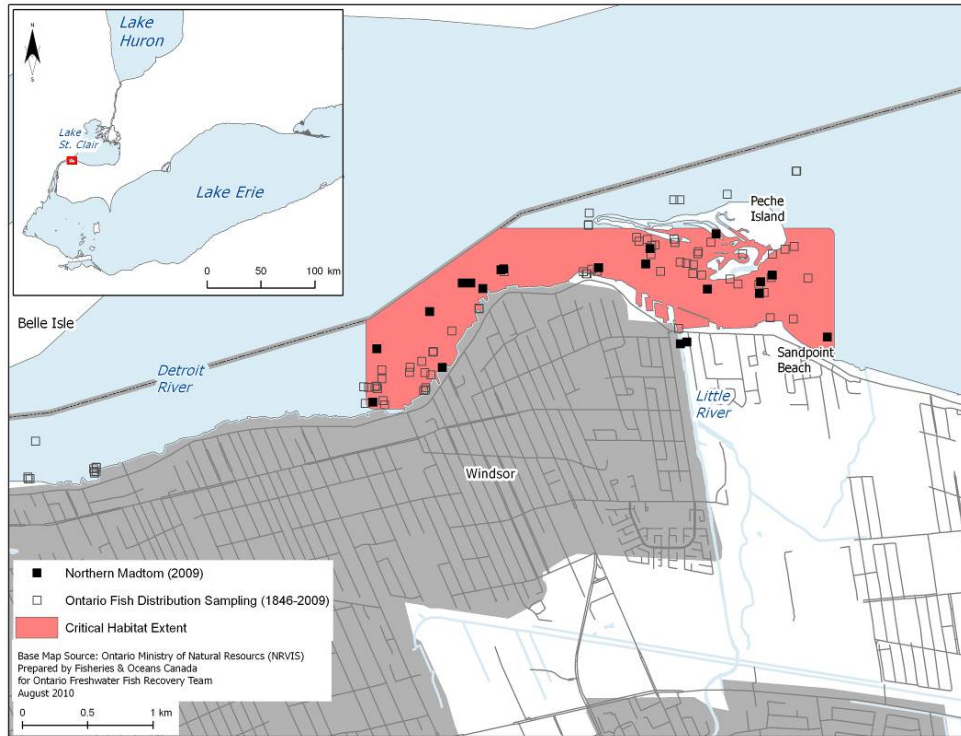 N
S
Lake
Huron
Lake
St. Clair
Lake Erie
0 50 100 km
Peche
Island
Belle Isle
Detroit
River
Sandpoint
Beach
Little
River
Windsor
Northern Madtom (2009)
Ontario Fish Distribution Sampling (1846-2009)
Critical Habitat Extent
Base Map Source: Ontario Ministry of Natural Resourcs (NRVIS)
Prepared by Fisheries & Oceans Canada
for Ontario Freshwater Fish Recovery Team
August 2010
0 0.5 1 km